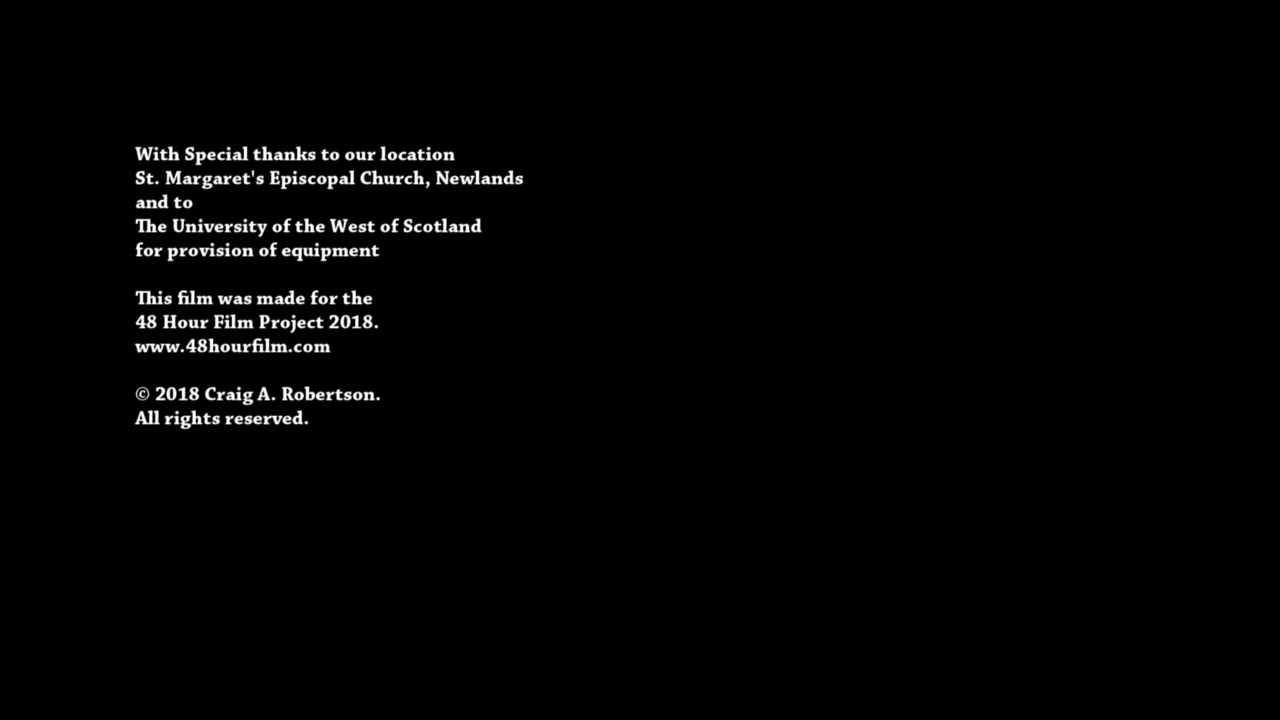 With Special thanks to our location
St. Margaret's Episcopal Church, Newlands
and to
The University of the West of Scotland
for provision of equipment
This film was made for the
48 Hour Film Project 2018.
www.48hourfilm.com
© 2018 Craig A. Robertson.
All rights reserved.